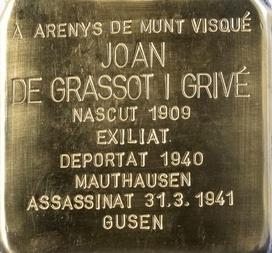 A ARENYS DE MUNT VISQUÉ
JOAN
DE GRASSOT I GRIVÉ
NASCUT 1909
EXILIAT
DEPORTAT 1940
MAUTHAUSEN
ASSASSINAT 31.3.1941
GUSEN